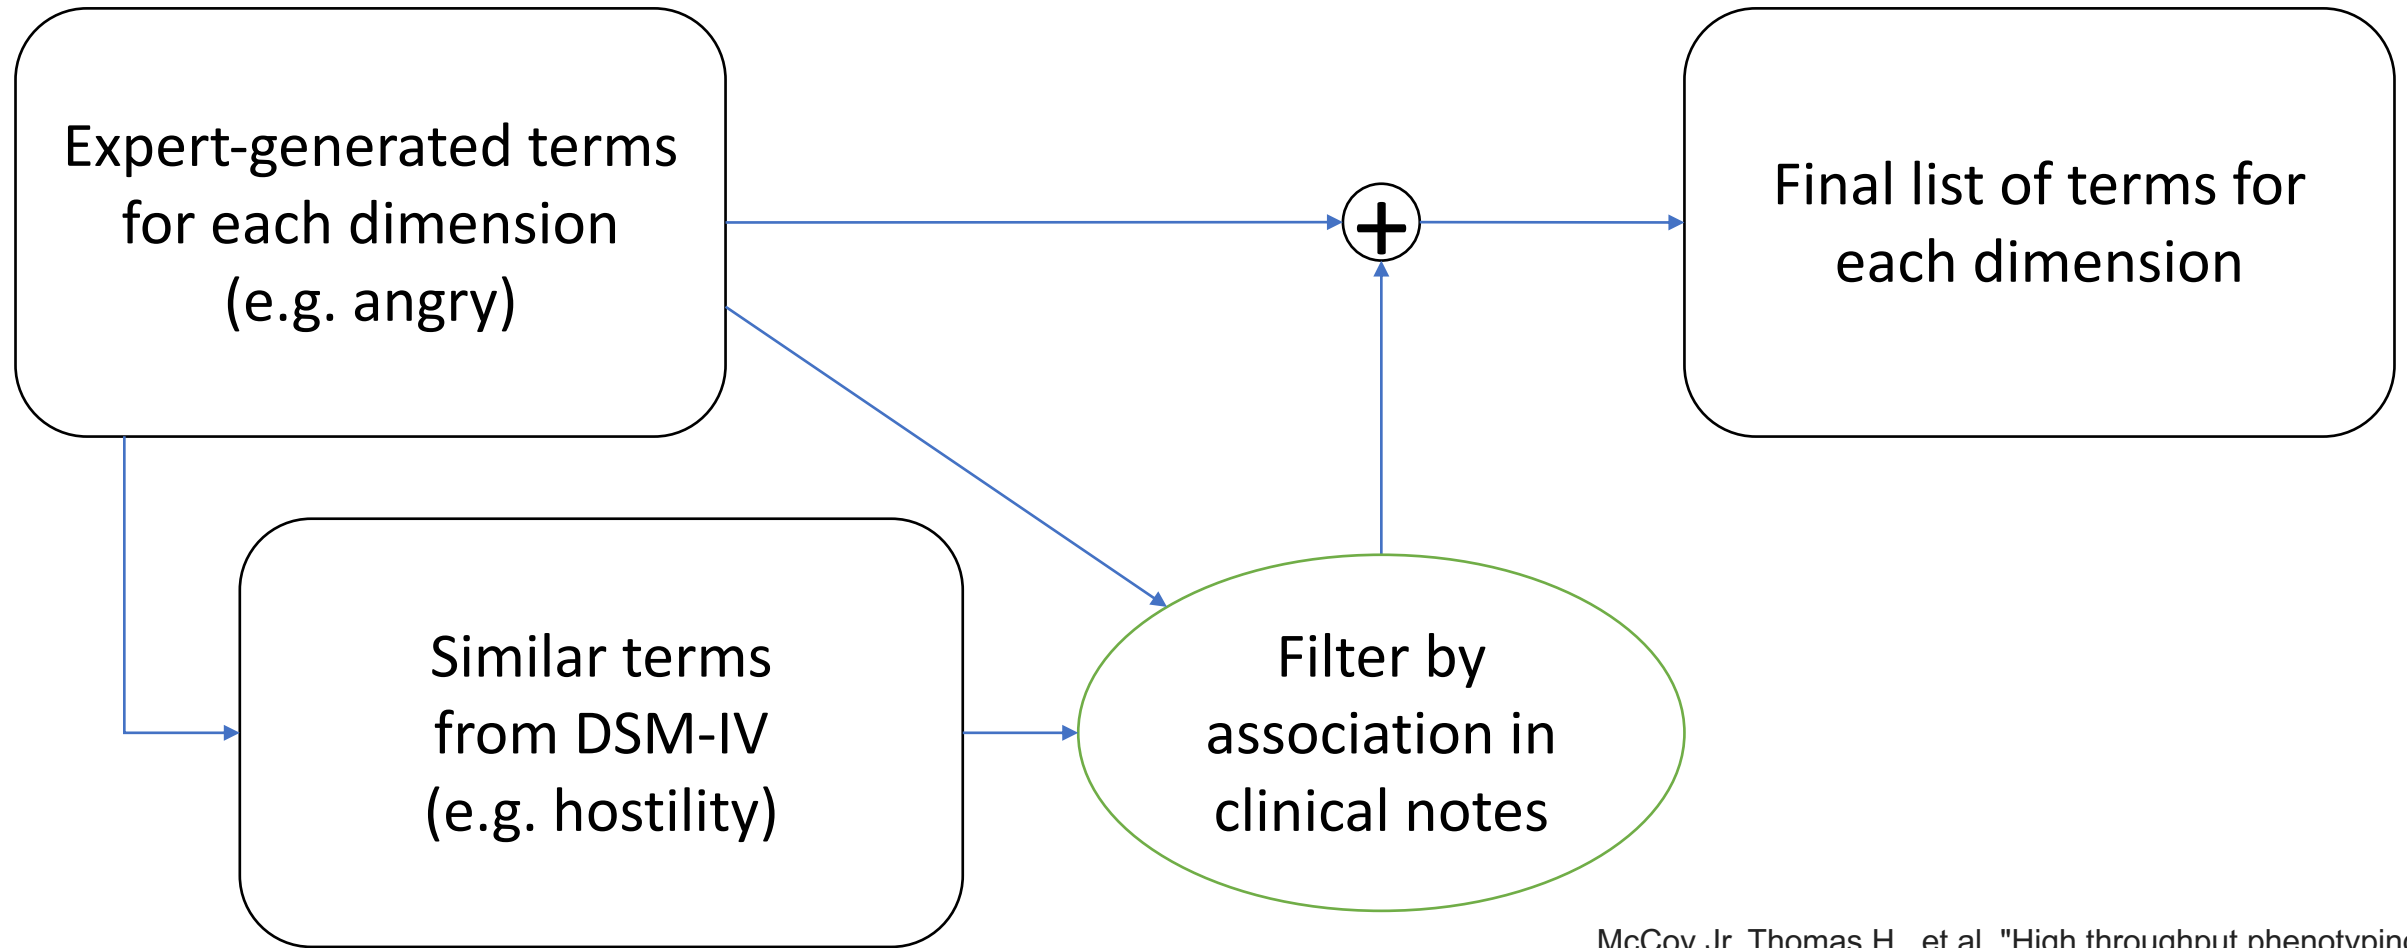 Expert-generated terms
for each dimension
(e.g. angry)
+
Final list of terms for
each dimension
Similar terms
from DSM-IV
(e.g. hostility)
Filter by
association in
clinical notes
McCoy Jr, Thomas H., et al. "High throughput phenotyping